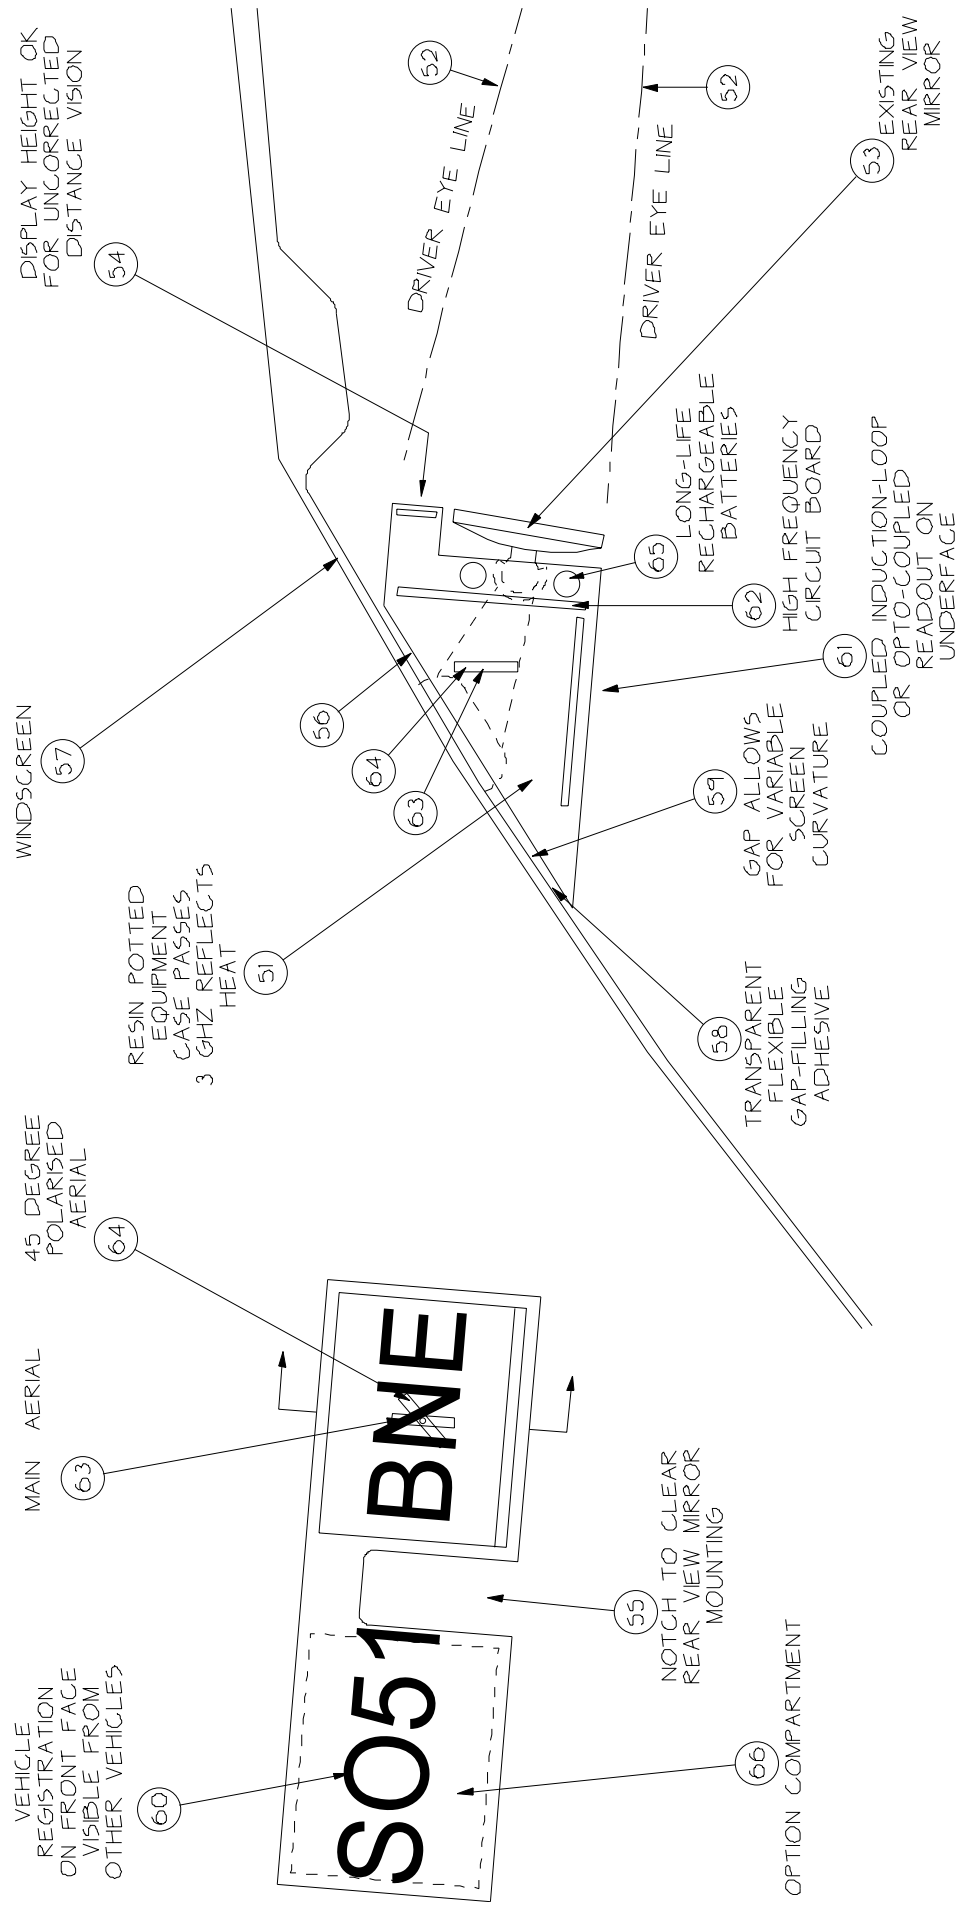 VEHICLE
REGISTRATION
ON FRONT FACE
VISIBLE FROM
OTHER VEHICLES
60
MAIN AERIAL
63
45 DEGREE
POLARISED
AERIAL
64
SO51 BNE
66
OPTION COMPARTMENT
55
NOTCH TO CLEAR
REAR VIEW MIRROR
MOUNTING
RESIN POTTED
EQUIPMENT
CASE PASSES
3 GHZ REFLECTS
HEAT
51
WINDSCREEN
57
DISPLAY HEIGHT OK
FOR UNCORRECTED
DISTANCE VISION
54
56
64
63
52
DRIVER EYE LINE
52
DRIVER EYE LINE
53
EXISTING
REAR VIEW
MIRROR
65
LONG-LIFE
RECHARGEABLE
BATTERIES
62
HIGH FREQUENCY
CIRCUIT BOARD
61
COUPLED INDUCTION-LOOP
OR OPTO-COUPLED
READOUT ON
UNDERFACE
59
GAP ALLOWS
FOR VARIABLE
SCREEN
CURVATURE
58
TRANSPARENT
FLEXIBLE
GAP-FILLING
ADHESIVE